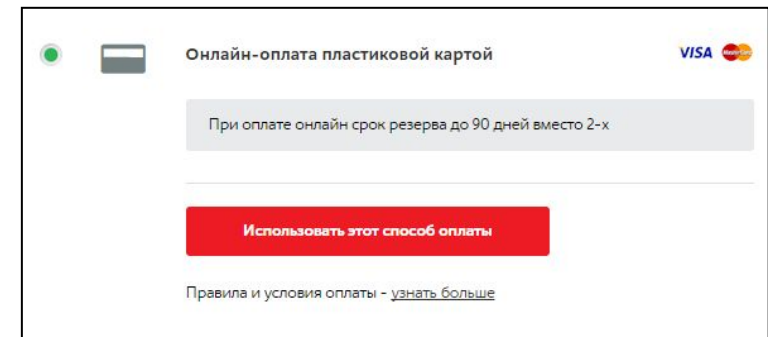 Онлайн-оплата пластиковой картой
VISA MasterCard
При оплате онлайн срок резерва до 90 дней вместо 2-х
Использовать этот способ оплаты
Правила и условия оплаты - узнать больше